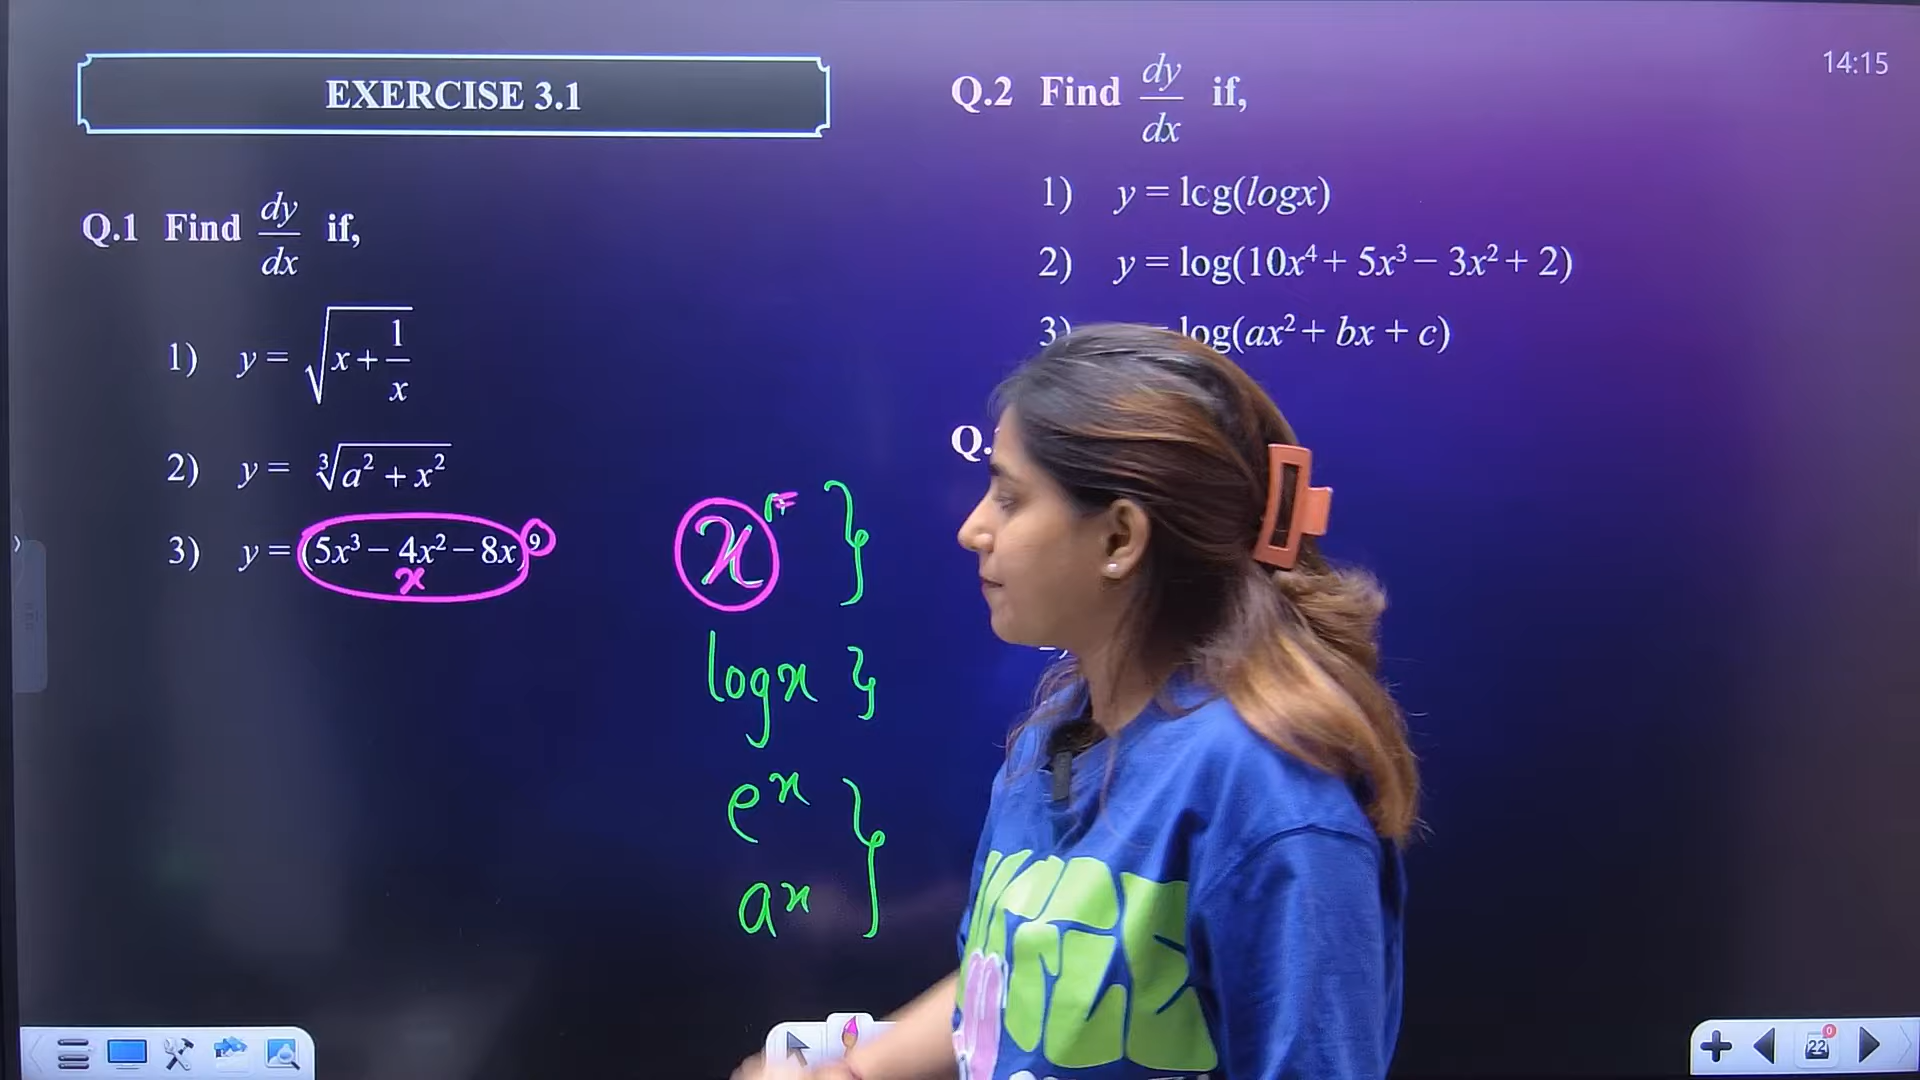 14:15
EXERCISE 3.1
Q.1 Find dy/dx if,
1) y = √(x + 1/x)
2) y = ∛(a² + x²)
3) y = (5x³ – 4x² – 8x)⁹
x
Q.2 Find dy/dx if,
1) y = log(logx)
2) y = log(10x⁴ + 5x³ – 3x² + 2)
3) log(ax² + bx + c)
Q.
x
logx }
eˣ
aˣ
22
0